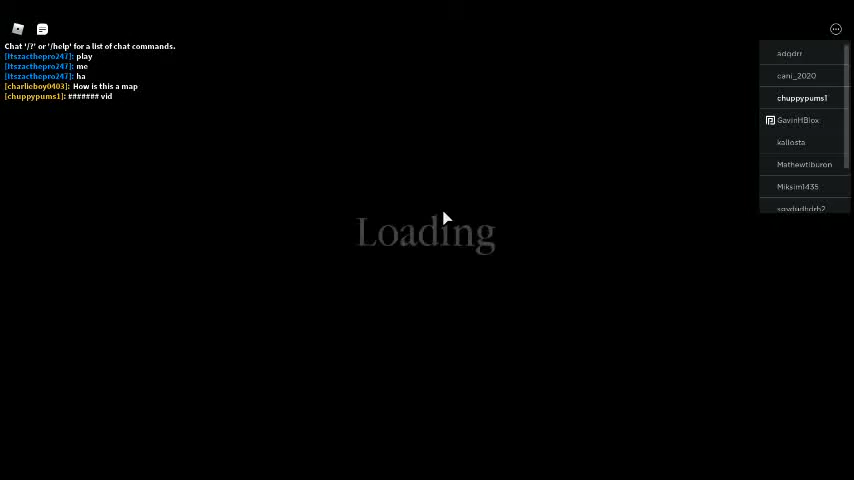 Chat '/?' or '/help' for a list of chat commands.
[Itszacthepro247]: play
[Itszacthepro247]: me
[Itszacthepro247]: ha
[charlieboy0403]: How is this a map
[chuppypums1]: ####### vid
adqdrr
cani_2020
chuppypums1
GavinHBlox
kallosta
Mathewtiburon
Miksim1435
Loading